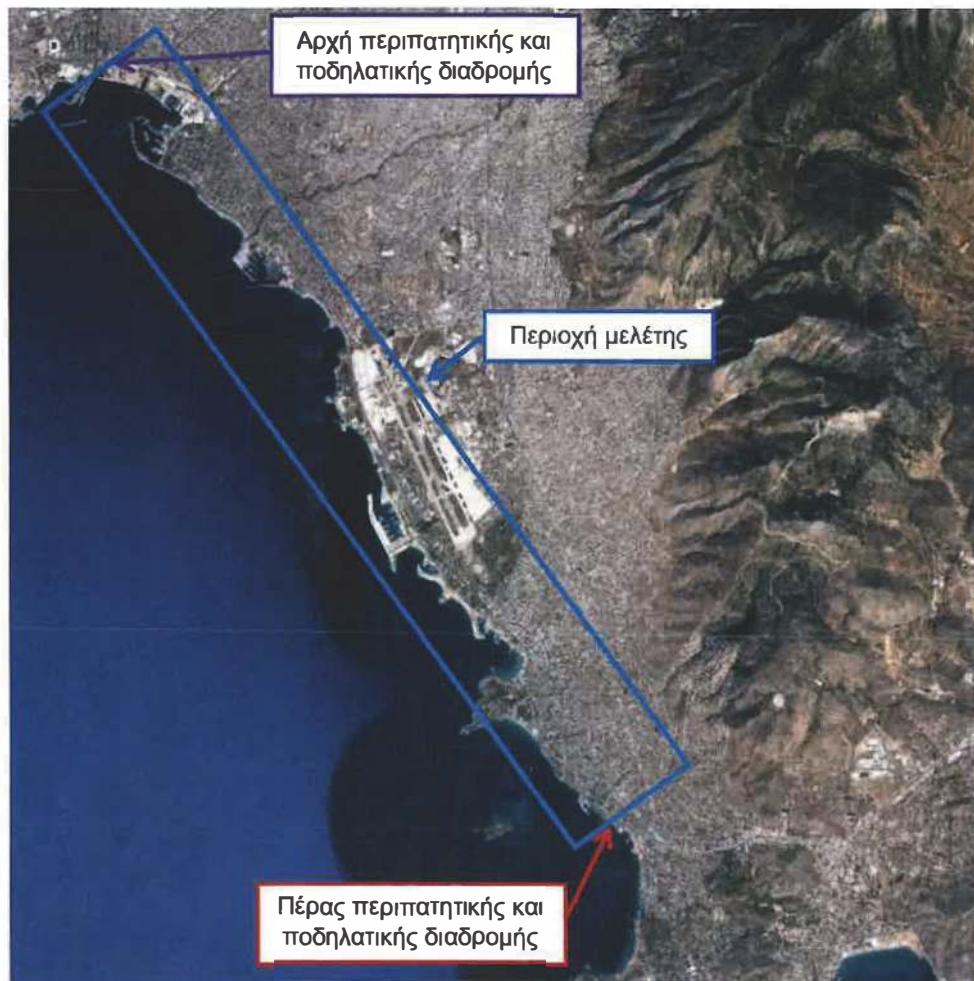 Αρχή περιπατητικής και
ποδηλατικής διαδρομής
Περιοχή μελέτης
Πέρας περιπατητικής και
ποδηλατικής διαδρομής